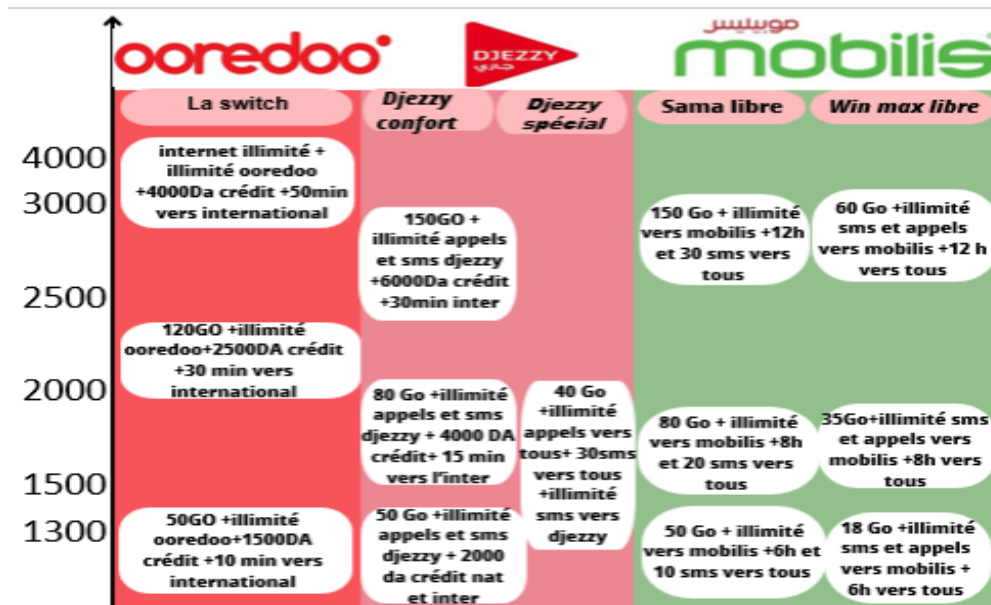 ooredoo
DJEZZY
جازي
موبيليس
mobilis
La switch
Djezzy
confort
Djezzy
spécial
Sama libre
Win max libre
4000
3000
2500
2000
1500
1300
internet illimité +
illimité ooredoo
+4000Da crédit +50min
vers international
120GO +illimité
ooredoo+2500DA crédit
+30 min vers
international
50GO +illimité
ooredoo+1500DA
crédit +10 min vers
international
150GO +
illimité appels
et sms djezzy
+6000Da crédit
+30min inter
80 Go +illimité
appels et sms
djezzy + 4000 DA
crédit+ 15 min
vers l'inter
50 Go +illimité
appels et sms
djezzy + 2000
da crédit nat
et inter
40 Go
+illimité
appels vers
tous+ 30sms
vers tous
+illimité
sms vers
djezzy
150 Go + illimité
vers mobilis +12h
et 30 sms vers
tous
80 Go + illimité
vers mobilis +8h
et 20 sms vers
tous
50 Go + illimité
vers mobilis +6h et
10 sms vers tous
60 Go +illimité
sms et appels
vers mobilis +12 h
vers tous
35Go+illimité sms
et appels vers
mobilis +8h vers
tous
18 Go +illimité
sms et appels
vers mobilis +
6h vers tous